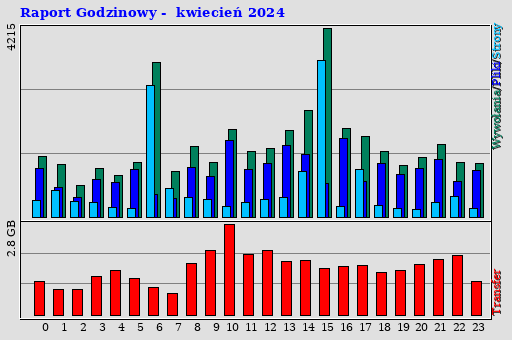 Raport Godzinowy - kwiecień 2024
4215
Wywołania/Pliki/Strony
2.8 GB
Transfer
0 1 2 3 4 5 6 7 8 9 10 11 12 13 14 15 16 17 18 19 20 21 22 23